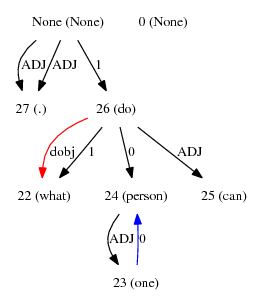 None (None) 0 (None)
ADJ ADJ 1
27 (.) 26 (do)
dobj 1 0 ADJ
22 (what) 24 (person) 25 (can)
ADJ 0
23 (one)